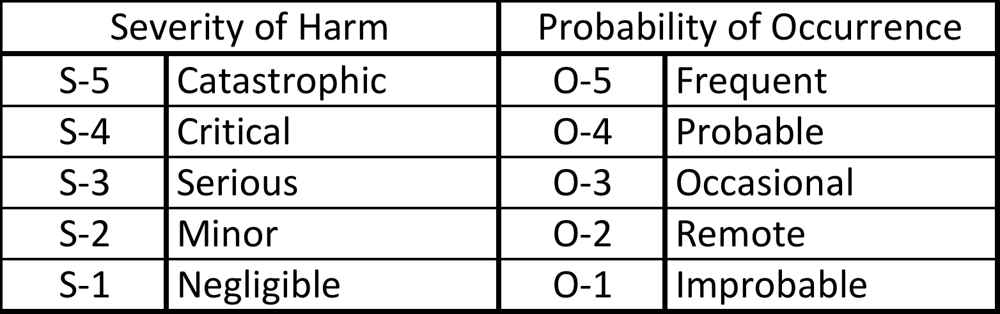 Severity of Harm Probability of Occurrence
S-5 Catastrophic O-5 Frequent
S-4 Critical O-4 Probable
S-3 Serious O-3 Occasional
S-2 Minor O-2 Remote
S-1 Negligible O-1 Improbable